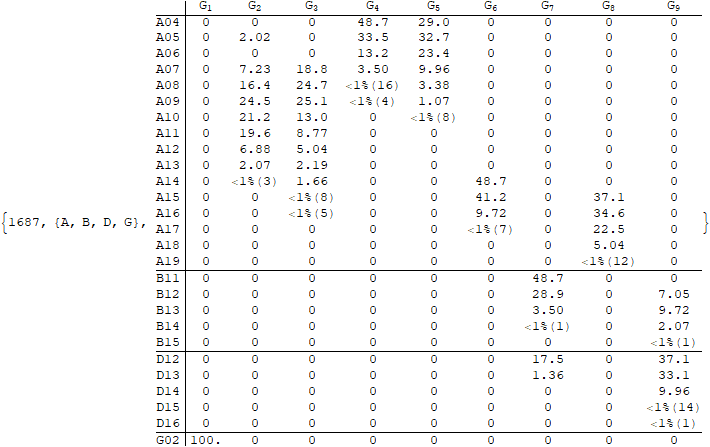 G1 G2 G3 G4 G5 G6 G7 G8 G9
A04 0 0 0 48.7 29.0 0 0 0 0
A05 0 2.02 0 33.5 32.7 0 0 0 0
A06 0 0 0 13.2 23.4 0 0 0 0
A07 0 7.23 18.8 3.50 9.96 0 0 0 0
A08 0 16.4 24.7 <1%(16) 3.38 0 0 0 0
A09 0 24.5 25.1 <1%(4) 1.07 0 0 0 0
A10 0 21.2 13.0 0 <1%(8) 0 0 0 0
A11 0 19.6 8.77 0 0 0 0 0 0
A12 0 6.88 5.04 0 0 0 0 0 0
A13 0 2.07 2.19 0 0 0 0 0 0
A14 0 <1%(3) 1.66 0 0 48.7 0 0 0
A15 0 0 <1%(8) 0 0 41.2 0 37.1 0
A16 0 0 <1%(5) 0 0 9.72 0 34.6 0
{1687, {A, B, D, G}, A17 0 0 0 0 0 <1%(7) 0 22.5 0 }
A18 0 0 0 0 0 0 0 5.04 0
A19 0 0 0 0 0 0 0 <1%(12) 0
B11 0 0 0 0 0 0 48.7 0 0
B12 0 0 0 0 0 0 28.9 0 7.05
B13 0 0 0 0 0 0 3.50 0 9.72
B14 0 0 0 0 0 0 <1%(1) 0 2.07
B15 0 0 0 0 0 0 0 0 <1%(1)
D12 0 0 0 0 0 0 17.5 0 37.1
D13 0 0 0 0 0 0 1.36 0 33.1
D14 0 0 0 0 0 0 0 0 9.96
D15 0 0 0 0 0 0 0 0 <1%(14)
D16 0 0 0 0 0 0 0 0 <1%(1)
G02 100. 0 0 0 0 0 0 0 0